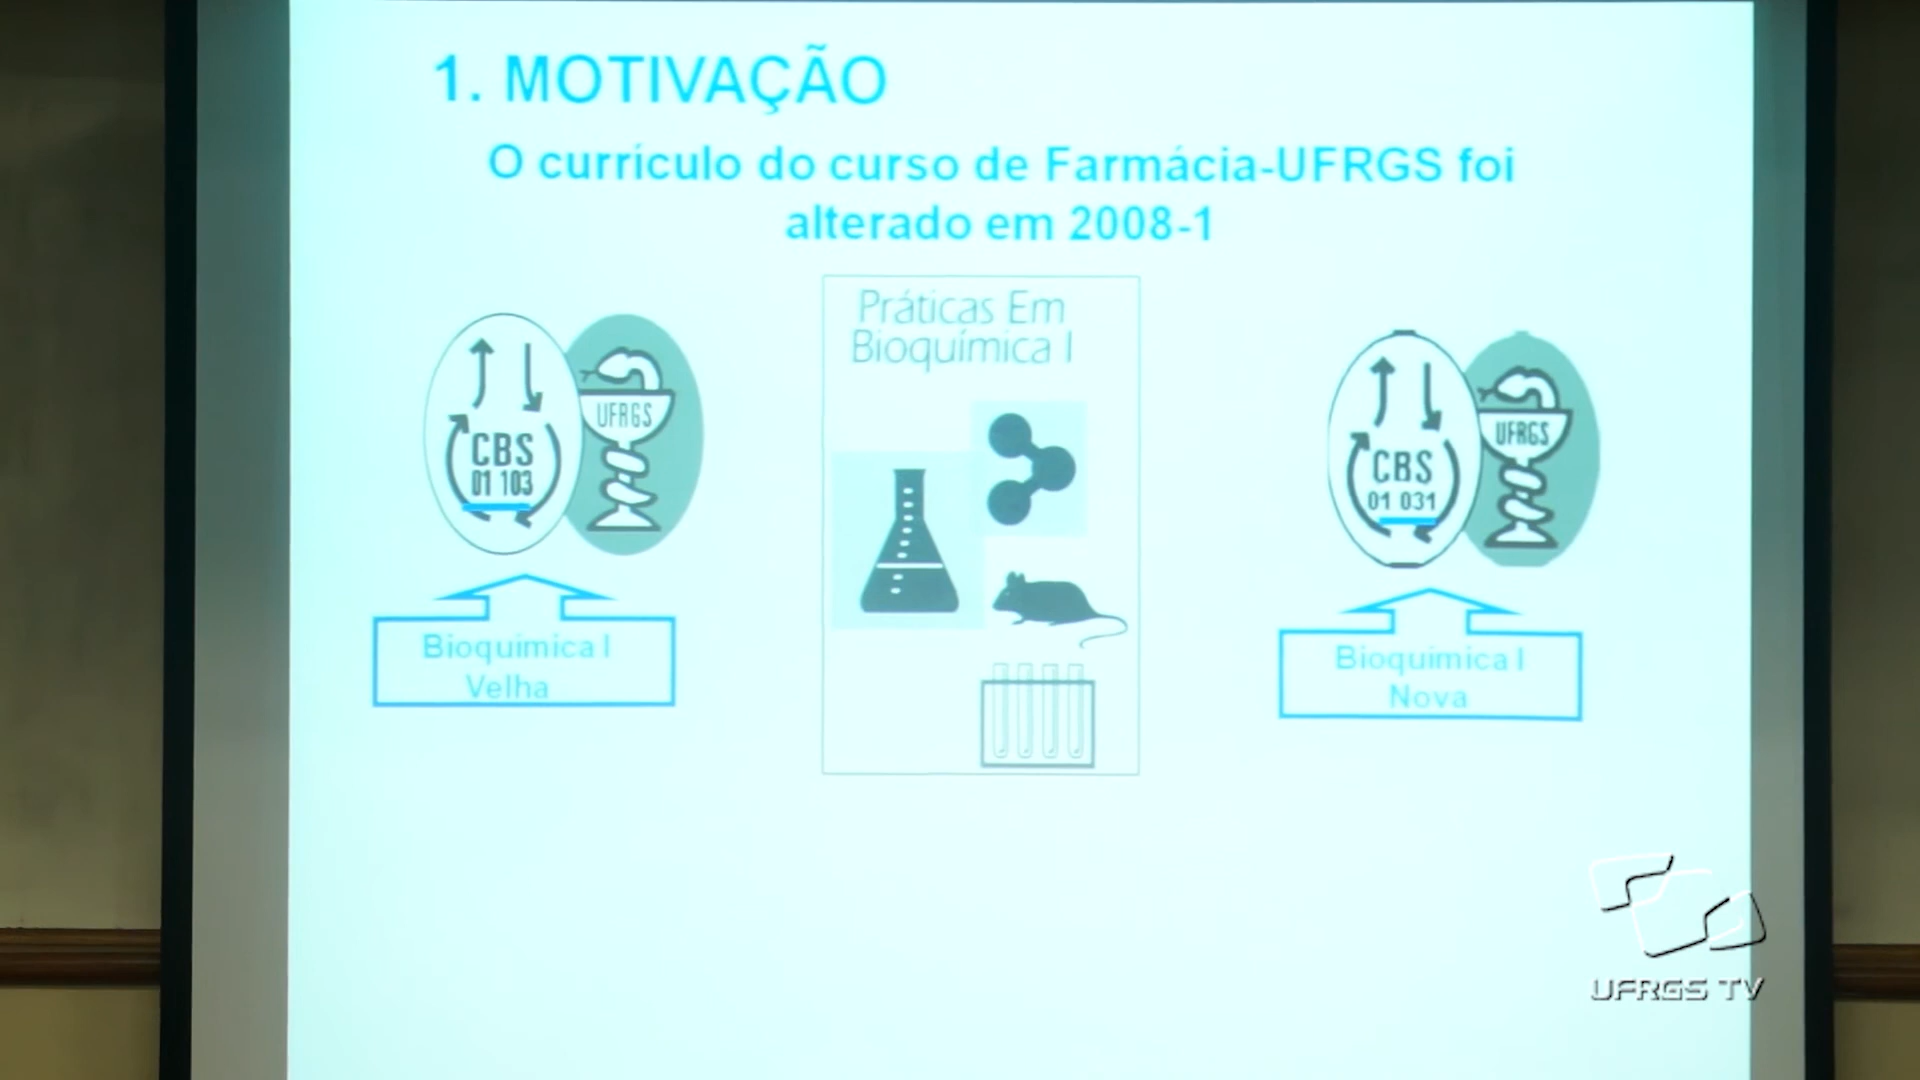 1. MOTIVAÇÃO
O currículo do curso de Farmácia-UFRGS foi
alterado em 2008-1
Práticas Em
Bioquímica I
UFRGS
CBS
01 103
UFRGS
CBS
01 031
Bioquímica I
Velha
Bioquímica I
Nova
UFRGS TV